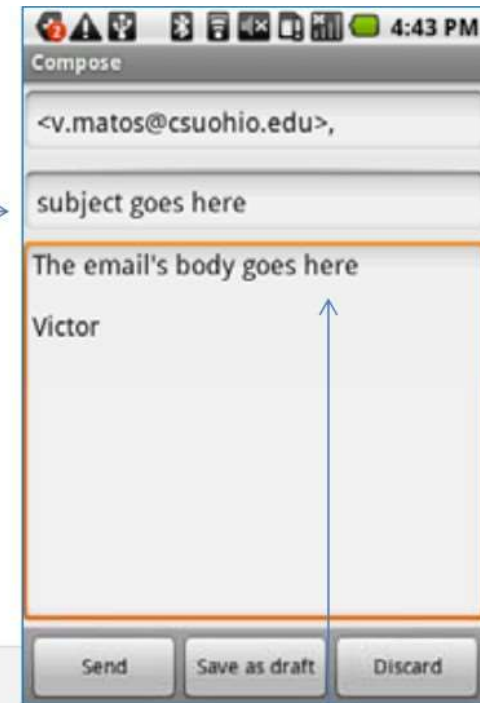 2 4:43 PM
Compose
<v.matos@csuohio.edu>,
subject goes here
The email's body goes here
Victor
Send Save as draft Discard